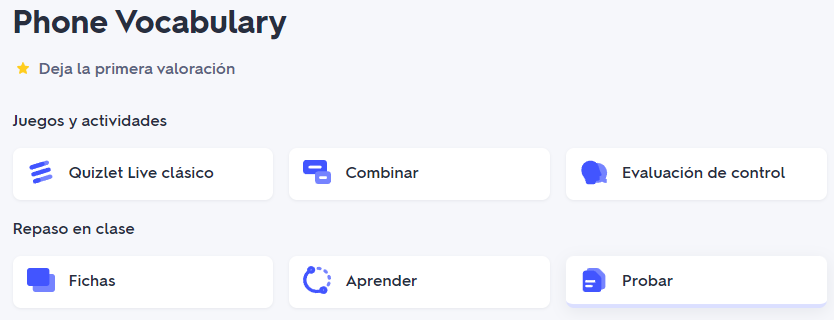 Phone Vocabulary
Deja la primera valoración
Juegos y actividades
Quizlet Live clásico
Combinar
Evaluación de control
Repaso en clase
Fichas
Aprender
Probar